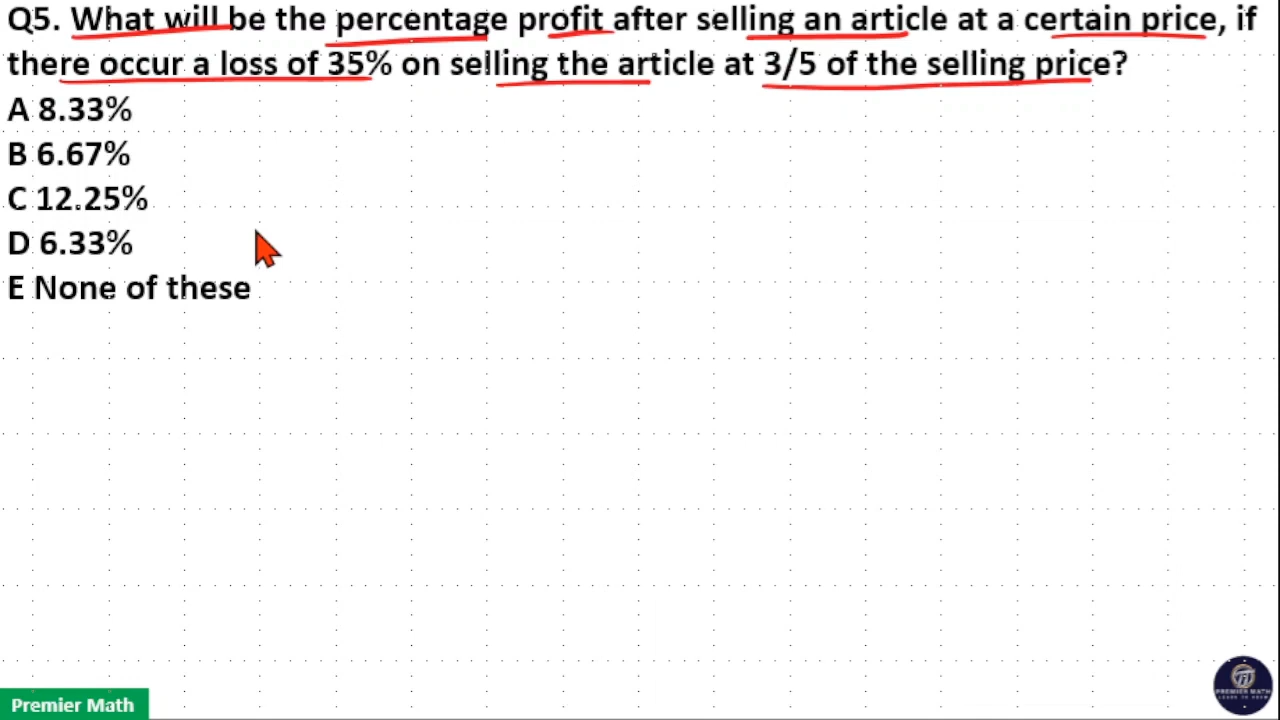 Q5. What will be the percentage profit after selling an article at a certain price, if
there occur a loss of 35% on selling the article at 3/5 of the selling price?
A 8.33%
B 6.67%
C 12.25%
D 6.33%
E None of these
Premier Math
PREMIER MATH